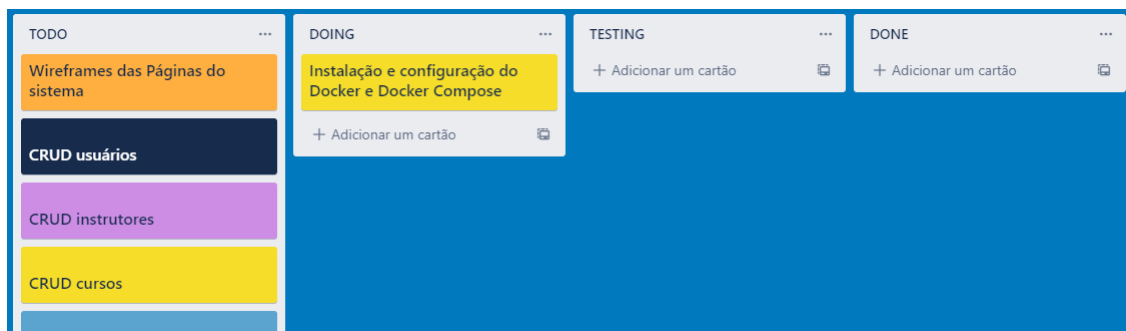 TODO
Wireframes das Páginas do
sistema
CRUD usuários
CRUD instrutores
CRUD cursos
DOING
Instalação e configuração do
Docker e Docker Compose
+ Adicionar um cartão
TESTING
+ Adicionar um cartão
DONE
+ Adicionar um cartão